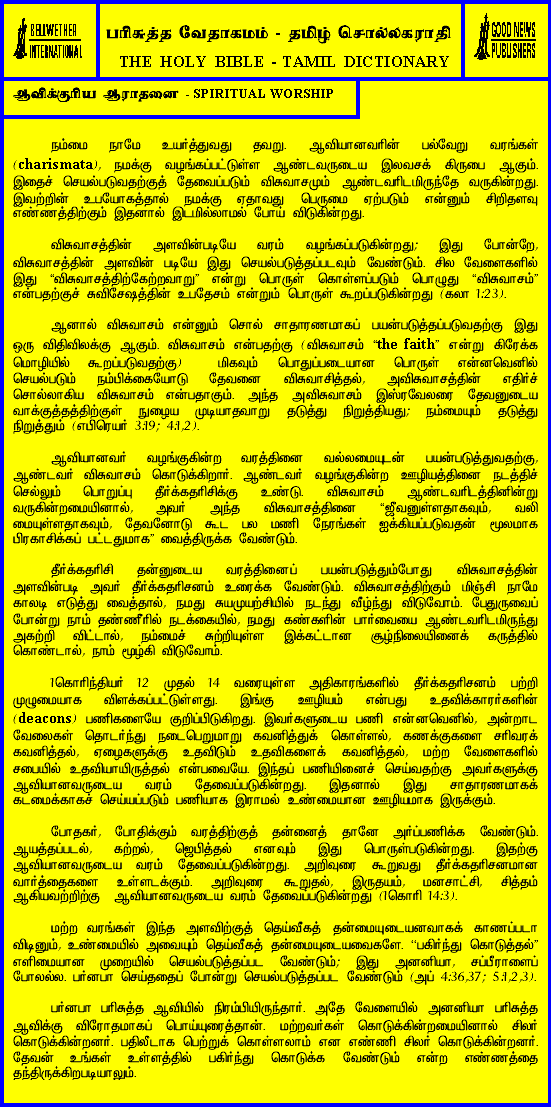 BELLWETHER
INTERNATIONAL
பரிசுத்த வேதாகமம் - தமிழ் சொல்லகராதி
THE HOLY BIBLE - TAMIL DICTIONARY
GOOD NEWS
PUBLISHERS
ஆவிக்குரிய ஆராதனை - SPIRITUAL WORSHIP
நம்மை நாமே உயர்த்துவது தவறு. ஆவியானவரின் பல்வேறு வரங்கள்
(charismata), நமக்கு வழங்கப்பட்டுள்ள ஆண்டவருடைய இலவசக் கிருபை ஆகும்.
இதைச் செயல்படுவதற்குத் தேவைப்படும் விசுவாசமும் ஆண்டவரிடமிருந்தே வருகின்றது.
இவற்றின் உபயோகத்தால் நமக்கு ஏதாவது பெருமை ஏற்படும் என்னும் சிறிதளவு
எண்ணத்திற்கும் இதனால் இடமில்லாமல் போய் விடுகின்றது.
விசுவாசத்தின் அளவின்படியே வரம் வழங்கப்படுகின்றது; இது போன்றே,
விசுவாசத்தின் அளவின் படியே இது செயல்படுத்தப்படவும் வேண்டும். சில வேளைகளில்
இது “விசுவாசத்திற்கேற்றவாறு” என்று பொருள் கொள்ளப்படும் பொழுது “விசுவாசம்”
என்பதற்குச் சுவிசேஷத்தின் உபதேசம் என்றும் பொருள் கூறப்படுகின்றது (கலா 1:23).
ஆனால் விசுவாசம் என்னும் சொல் சாதாரணமாகப் பயன்படுத்தப்படுவதற்கு இது
ஒரு விதிவிலக்கு ஆகும். விசுவாசம் என்பதற்கு (விசுவாசம் “the faith” என்று கிரேக்க
மொழியில் கூறப்படுவதற்கு) மிகவும் பொதுப்படையான பொருள் என்னவெனில்
செயல்படும் நம்பிக்கையோடு தேவனை விசுவாசித்தல், அவிசுவாசத்தின் எதிர்ச்
சொல்லாகிய விசுவாசம் என்பதாகும். அந்த அவிசுவாசம் இஸ்ரவேலரை தேவனுடைய
வாக்குத்தத்திற்குள் நுழைய முடியாதவாறு தடுத்து நிறுத்தியது; நம்மையும் தடுத்து
நிறுத்தும் (எபிரெயர் 3:19; 4:1,2).
ஆவியானவர் வழங்குகின்ற வரத்தினை வல்லமையுடன் பயன்படுத்துவதற்கு,
ஆண்டவர் விசுவாசம் கொடுக்கிறார். ஆண்டவர் வழங்குகின்ற ஊழியத்தினை நடத்திச்
செல்லும் பொறுப்பு தீர்க்கதரிசிக்கு உண்டு. விசுவாசம் ஆண்டவரிடத்தினின்று
வருகின்றமையினால், அவர் அந்த விசுவாசத்தினை “ஜீவனுள்ளதாகவும், வலி
மையுள்ளதாகவும், தேவனோடு கூட பல மணி நேரங்கள் ஐக்கியப்படுவதன் மூலமாக
பிரகாசிக்கப் பட்டதுமாக” வைத்திருக்க வேண்டும்.
தீர்க்கதரிசி தன்னுடைய வரத்தினைப் பயன்படுத்தும்போது விசுவாசத்தின்
அளவின்படி அவர் தீர்க்கதரிசனம் உரைக்க வேண்டும். விசுவாசத்திற்கும் மிஞ்சி நாமே
காலடி எடுத்து வைத்தால், நமது சுயமுயற்சியில் நடந்து வீழ்ந்து விடுவோம். பேதுருவைப்
போன்று நாம் தண்ணீரில் நடக்கையில், நமது கண்களின் பார்வையை ஆண்டவரிடமிருந்து
அகற்றி விட்டால், நம்மைச் சுற்றியுள்ள இக்கட்டான சூழ்நிலையினைக் கருத்தில்
கொண்டால், நாம் மூழ்கி விடுவோம்.
1கொரிந்தியர் 12 முதல் 14 வரையுள்ள அதிகாரங்களில் தீர்க்கதரிசனம் பற்றி
முழுமையாக விளக்கப்பட்டுள்ளது. இங்கு ஊழியம் என்பது உதவிக்காரர்களின்
(deacons) பணிகளையே குறிப்பிடுகிறது. இவர்களுடைய பணி என்னவெனில், அன்றாட
வேலைகள் தொடர்ந்து நடைபெறுமாறு கவனித்துக் கொள்ளல், கணக்குகளை சரிவரக்
கவனித்தல், ஏழைகளுக்கு உதவிடும் உதவிகளைக் கவனித்தல், மற்ற வேளைகளில்
சபையில் உதவியாயிருத்தல் என்பவையே. இந்தப் பணியினைச் செய்வதற்கு அவர்களுக்கு
ஆவியானவருடைய வரம் தேவைப்படுகின்றது. இதனால் இது சாதாரணமாகக்
கடமைக்காகச் செய்யப்படும் பணியாக இராமல் உண்மையான ஊழியமாக இருக்கும்.
போதகர், போதிக்கும் வரத்திற்குத் தன்னைத் தானே அர்ப்பணிக்க வேண்டும்.
ஆயத்தப்படல், கற்றல், ஜெபித்தல் எனவும் இது பொருள்படுகின்றது. இதற்கு
ஆவியானவருடைய வரம் தேவைப்படுகின்றது. அறிவுரை கூறுவது தீர்க்கதரிசனமான
வார்த்தைகளை உள்ளடக்கும். அறிவுரை கூறுதல், இருதயம், மனசாட்சி, சித்தம்
ஆகியவற்றிற்கு ஆவியானவருடைய வரம் தேவைப்படுகின்றது (1கொரி 14:3).
மற்ற வரங்கள் இந்த அளவிற்குத் தெய்வீகத் தன்மையுடையனவாகக் காணப்படா
விடினும், உண்மையில் அவையும் தெய்வீகத் தன்மையுடையவைகளே. “பகிர்ந்து கொடுத்தல்”
எளிமையான முறையில் செயல்படுத்தப்பட வேண்டும்; இது அனனியா, சப்பீராளைப்
போலல்ல. பர்னபா செய்ததைப் போன்று செயல்படுத்தப்பட வேண்டும் (அப் 4:36,37; 5:1,2,3).
பர்னபா பரிசுத்த ஆவியில் நிரம்பியிருந்தார். அதே வேளையில் அனனியா பரிசுத்த
ஆவிக்கு விரோதமாகப் பொய்யுரைத்தான். மற்றவர்கள் கொடுக்கின்றமையினால் சிலர்
கொடுக்கின்றனர். பதிலீடாக பெற்றுக் கொள்ளலாம் என எண்ணி சிலர் கொடுக்கின்றனர்.
தேவன் உங்கள் உள்ளத்தில் பகிர்ந்து கொடுக்க வேண்டும் என்ற எண்ணத்தை
தந்திருக்கிறபடியாலும்.